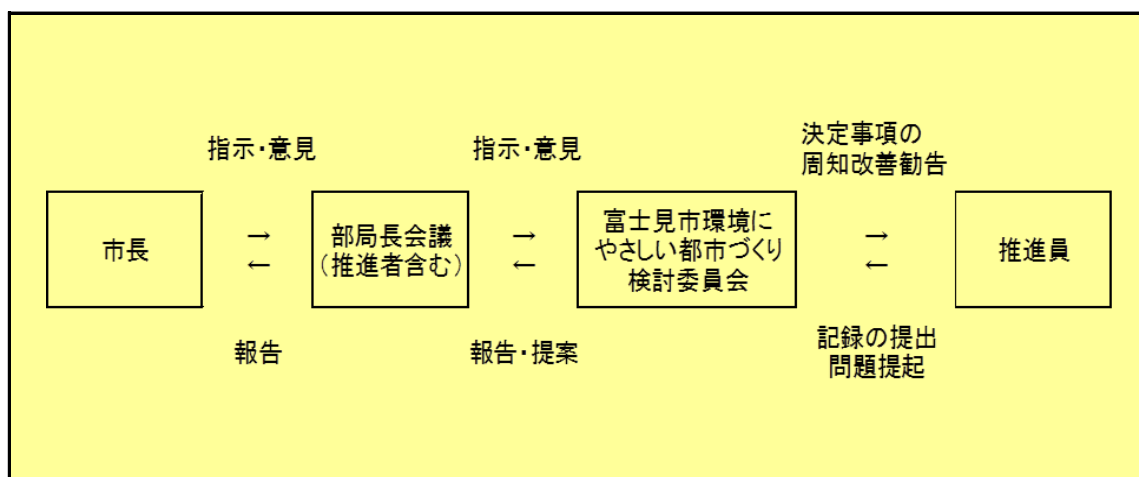 指示・意見
指示・意見
決定事項の
周知改善勧告
市長
→
←
部局長会議
(推進者含む)
→
←
富士見市環境に
やさしい都市づくり
検討委員会
→
←
推進員
報告
報告・提案
記録の提出
問題提起